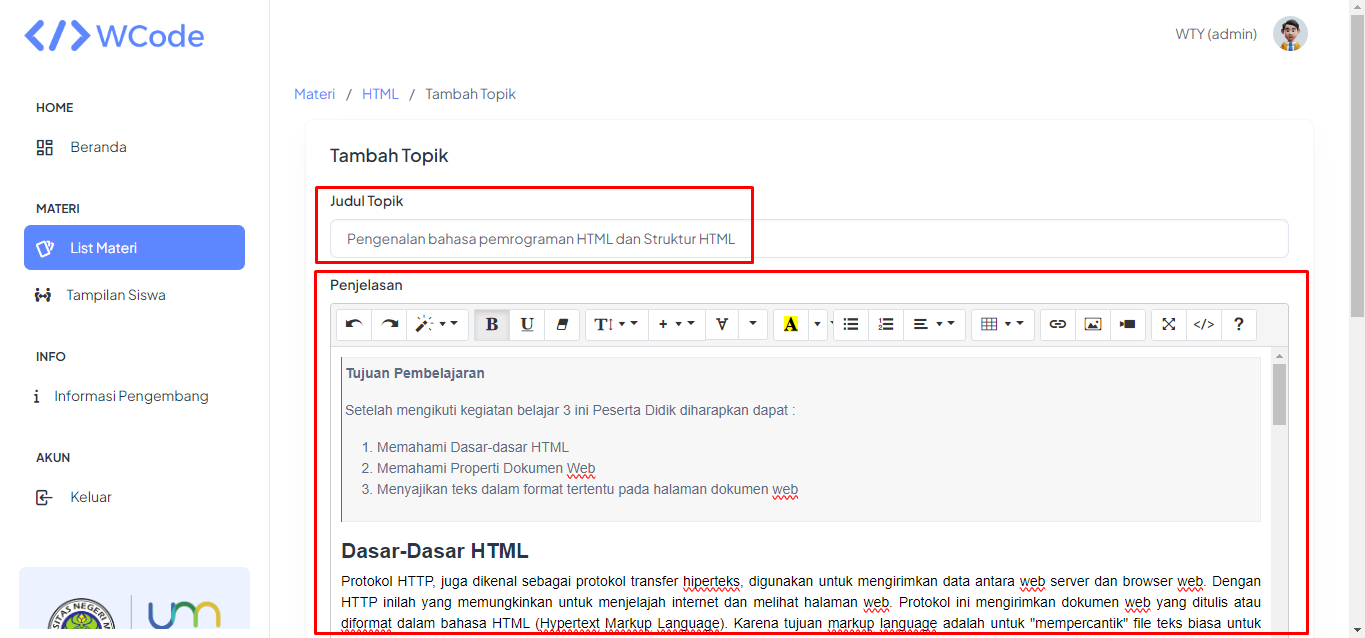 </> WCode
WTY (admin)
HOME
Beranda
MATERI
List Materi
Tampilan Siswa
INFO
Informasi Pengembang
AKUN
Keluar
um
Materi / HTML / Tambah Topik
Tambah Topik
Judul Topik
Pengenalan bahasa pemrograman HTML dan Struktur HTML
Penjelasan
B U T + A </> ?
Tujuan Pembelajaran
Setelah mengikuti kegiatan belajar 3 ini Peserta Didik diharapkan dapat :
1. Memahami Dasar-dasar HTML
2. Memahami Properti Dokumen Web
3. Menyajikan teks dalam format tertentu pada halaman dokumen web
Dasar-Dasar HTML
Protokol HTTP, juga dikenal sebagai protokol transfer hiperteks, digunakan untuk mengirimkan data antara web server dan browser web. Dengan
HTTP inilah yang memungkinkan untuk menjelajah internet dan melihat halaman web. Protokol ini mengirimkan dokumen web yang ditulis atau
diformat dalam bahasa HTML (Hypertext Markup Language). Karena tujuan markup language adalah untuk "mempercantik" file teks biasa untuk